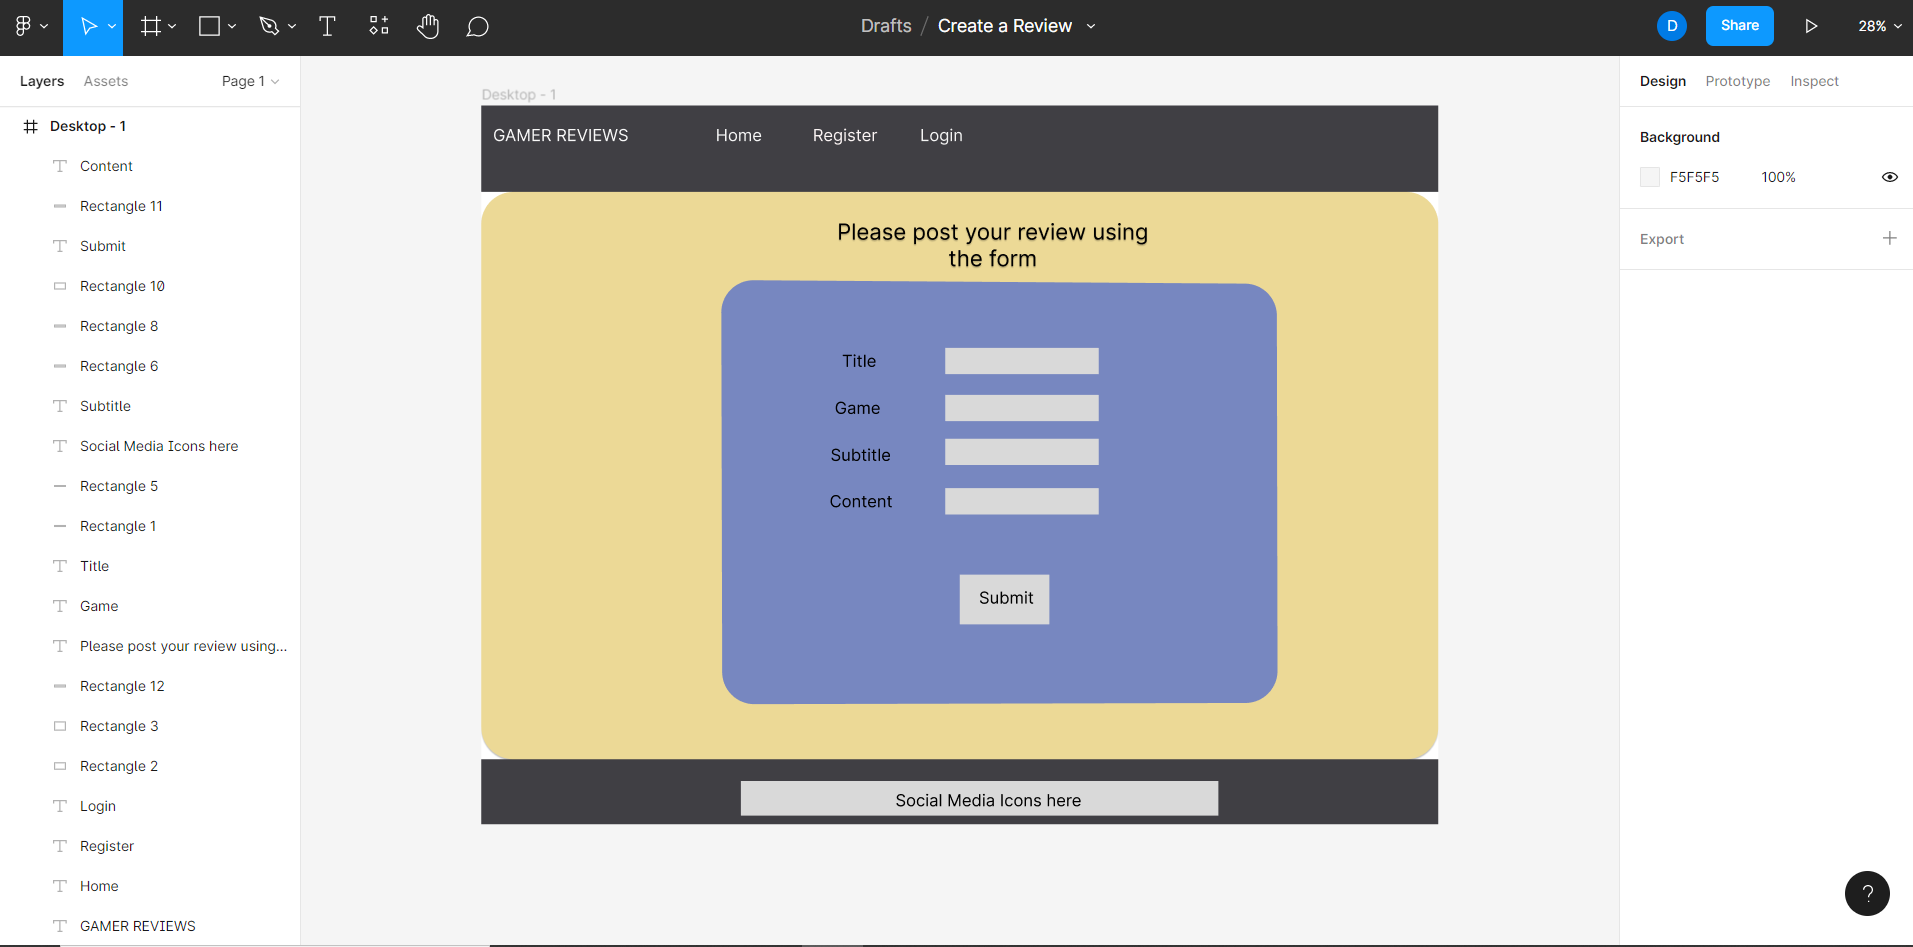 Drafts / Create a Review
D
Share
28%
Layers
Assets
Page 1
Desktop - 1
Content
Rectangle 11
Submit
Rectangle 10
Rectangle 8
Rectangle 6
Subtitle
Social Media Icons here
Rectangle 5
Rectangle 1
Title
Game
Please post your review using...
Rectangle 12
Rectangle 3
Rectangle 2
Login
Register
Home
GAMER REVIEWS
Desktop - 1
GAMER REVIEWS
Home
Register
Login
Please post your review using
the form
Title
Game
Subtitle
Content
Submit
Social Media Icons here
Design
Prototype
Inspect
Background
F5F5F5
100%
Export
?